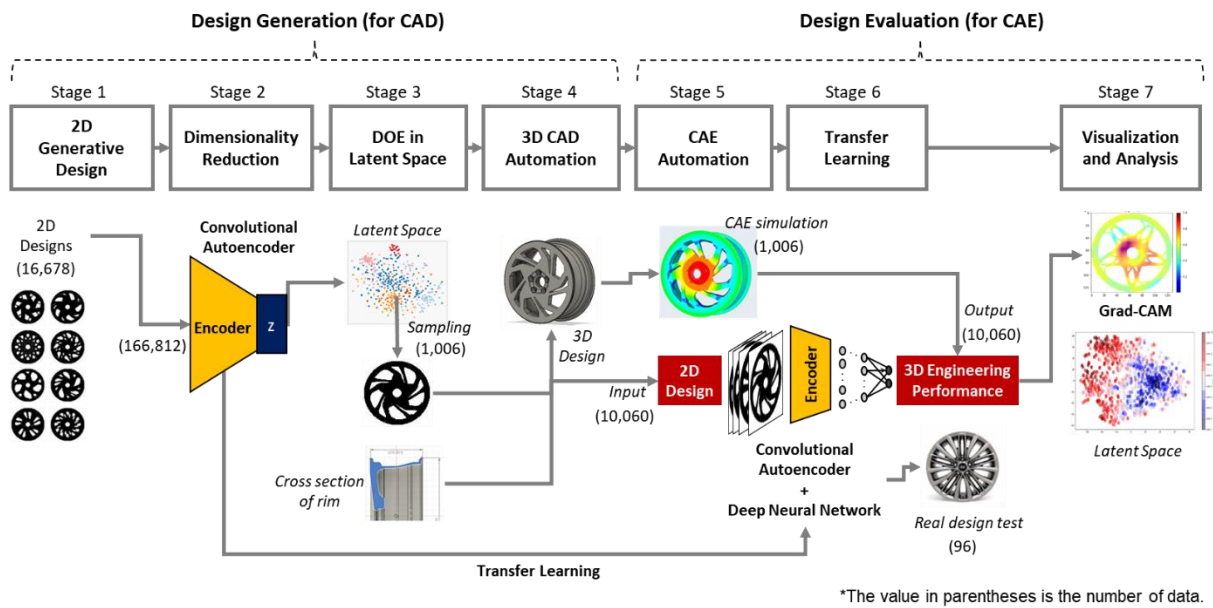 Design Generation (for CAD)
Design Evaluation (for CAE)
Stage 1
Stage 2
Stage 3
Stage 4
Stage 5
Stage 6
Stage 7
2D
Generative
Design
Dimensionality
Reduction
DOE in
Latent Space
3D CAD
Automation
CAE
Automation
Transfer
Learning
Visualization
and Analysis
2D
Designs
(16,678)
(166,812)
Convolutional
Autoencoder
Encoder
Z
Latent Space
Sampling
(1,006)
Cross section
of rim
3D
Design
Input
(10,060)
CAE simulation
(1,006)
2D
Design
Encoder
Output
(10,060)
3D Engineering
Performance
Convolutional
Autoencoder
+
Deep Neural Network
Real design test
(96)
Grad-CAM
Latent Space
Transfer Learning
*The value in parentheses is the number of data.